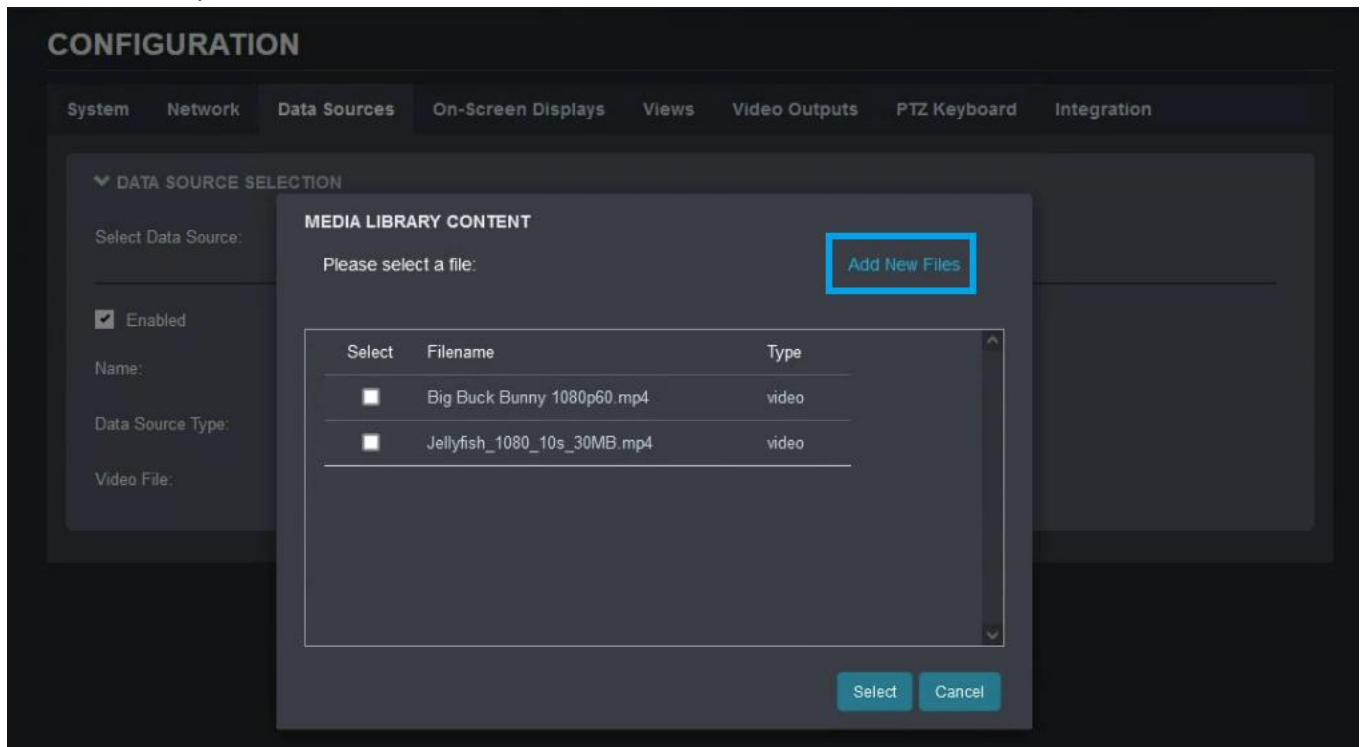 CONFIGURATION
System Network Data Sources On-Screen Displays Views Video Outputs PTZ Keyboard Integration
DATA SOURCE SELECTION
Select Data Source:
Enabled
Name:
Data Source Type:
Video File:
MEDIA LIBRARY CONTENT
Please select a file: Add New Files
Select Filename Type
Big Buck Bunny 1080p60.mp4 video
Jellyfish_1080_10s_30MB.mp4 video
Select Cancel